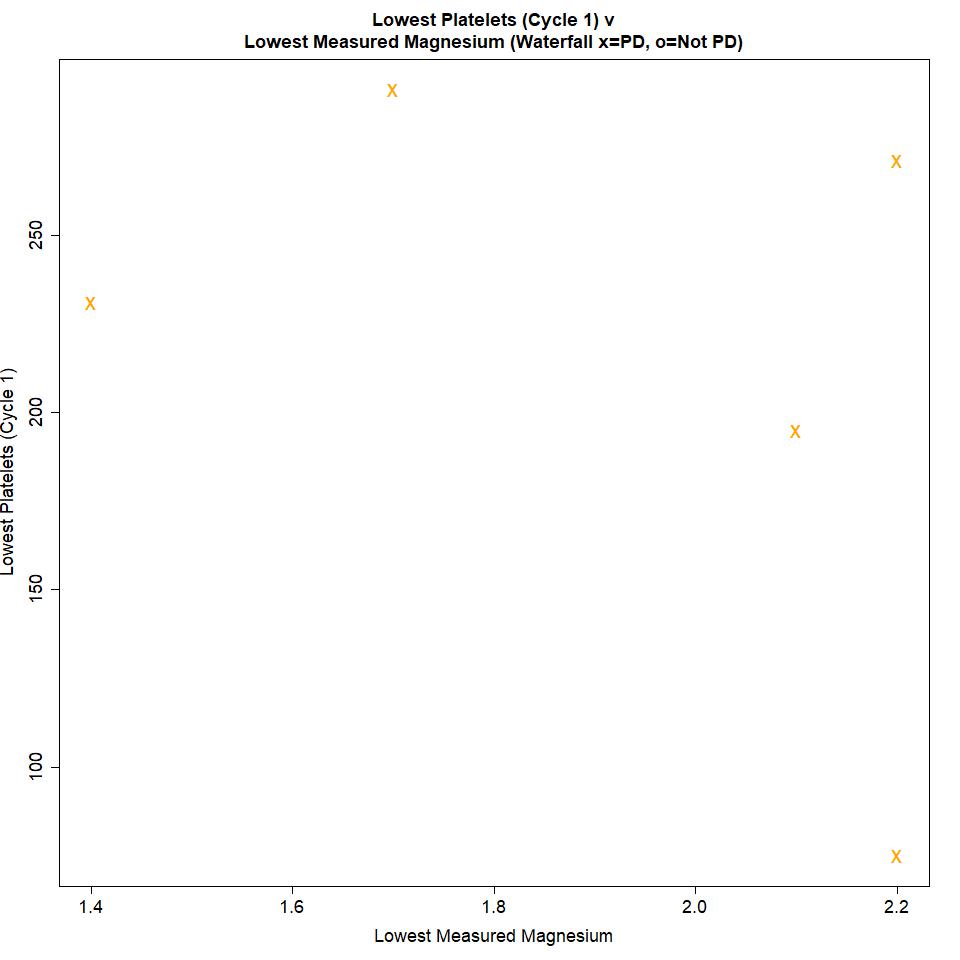 Lowest Platelets (Cycle 1) v
Lowest Measured Magnesium (Waterfall x=PD, o=Not PD)
Lowest Platelets (Cycle 1)
250
200
150
100
X
X
X
X
X
1.4 1.6 1.8 2.0 2.2
Lowest Measured Magnesium